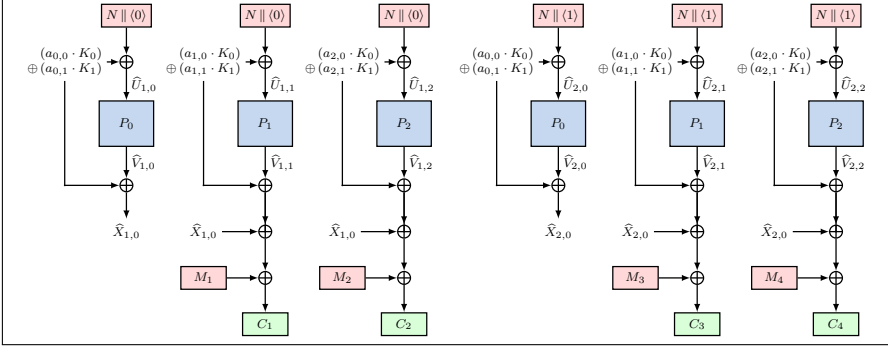 N ∥ ⟨0⟩ N ∥ ⟨0⟩ N ∥ ⟨0⟩ N ∥ ⟨1⟩ N ∥ ⟨1⟩ N ∥ ⟨1⟩
(a0,0 · K0) (a1,0 · K0) (a2,0 · K0) (a0,0 · K0) (a1,0 · K0) (a2,0 · K0)
⊕ (a0,1 · K1) ⊕ (a1,1 · K1) ⊕ (a2,1 · K1) ⊕ (a0,1 · K1) ⊕ (a1,1 · K1) ⊕ (a2,1 · K1)
Û1,0 Û1,1 Û1,2 Û2,0 Û2,1 Û2,2
P0 P1 P2 P0 P1 P2
V̂1,0 V̂1,1 V̂1,2 V̂2,0 V̂2,1 V̂2,2
X̂1,0 X̂1,0 X̂1,0 X̂2,0 X̂2,0 X̂2,0
M1 M2 M3 M4
C1 C2 C3 C4